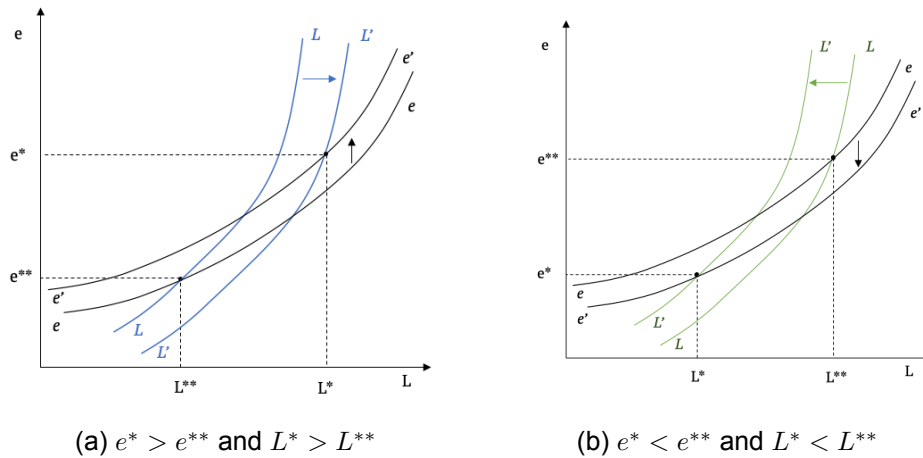 e
L
L'
e'
e
e*
e**
e'
e
L
L'
L**
L*
L
(a) e* > e** and L* > L**
e
L'
L
e
e'
e**
e*
e
e'
L'
L
L*
L**
L
(b) e* < e** and L* < L**